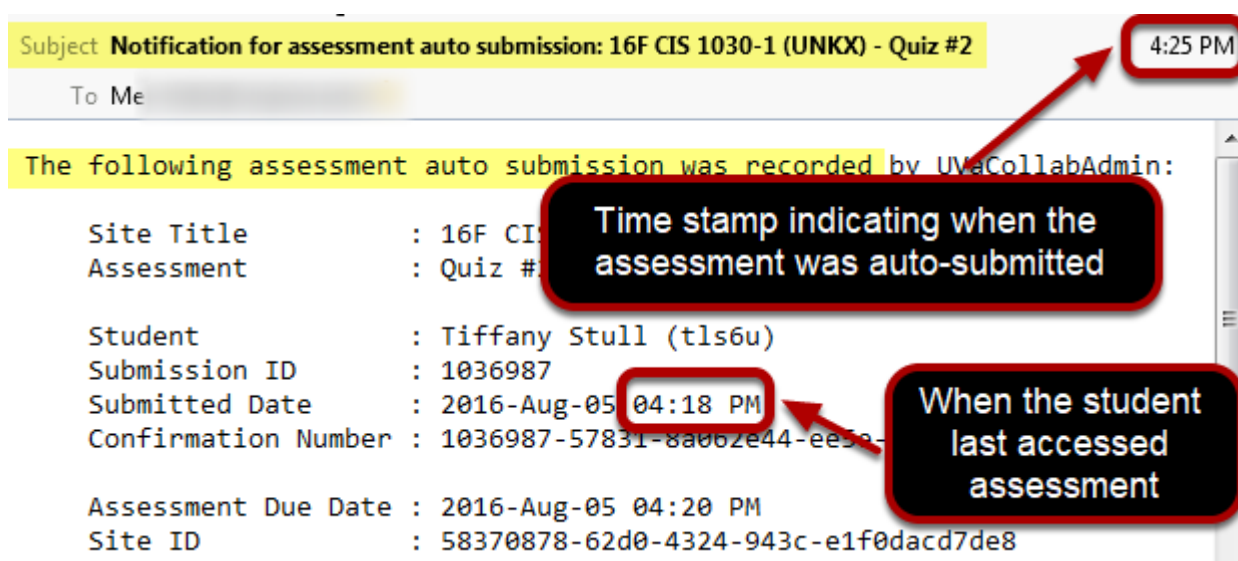 Subject Notification for assessment auto submission: 16F CIS 1030-1 (UNKX) - Quiz #2 4:25 PM
To Me
The following assessment auto submission was recorded by UVaCollabAdmin:
Time stamp indicating when the
assessment was auto-submitted
Site Title : 16F
Assessment : Quiz
Student : Tiffany Stull (tls6u)
Submission ID : 1036987
Submitted Date : 2016-Aug-05 04:18 PM
Confirmation Number : 1036987-57831-8a062e44-ee5e-
When the student
last accessed
assessment
Assessment Due Date : 2016-Aug-05 04:20 PM
Site ID : 58370878-62d0-4324-943c-e1f0dacd7de8